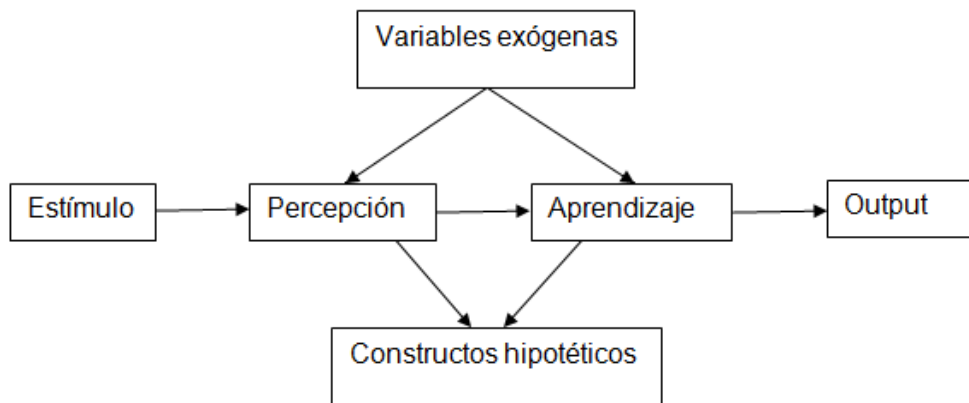 Variables exógenas
Estímulo
Percepción
Aprendizaje
Output
Constructos hipotéticos